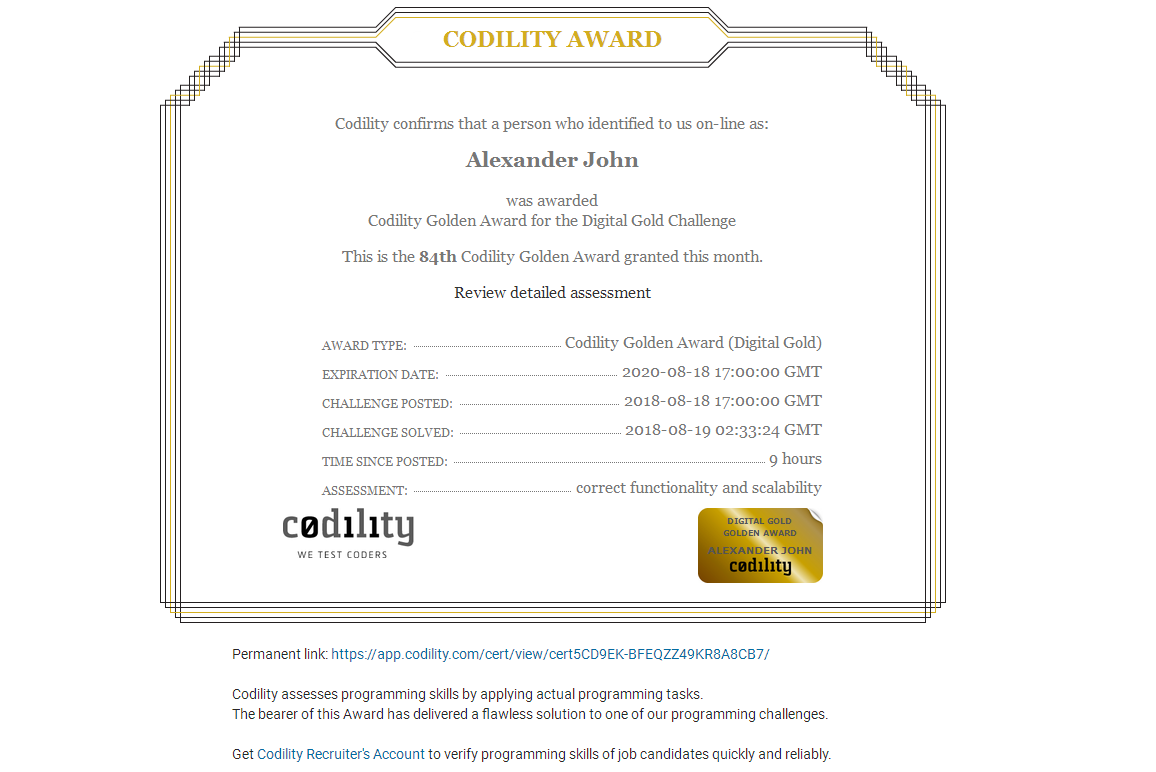 CODILITY AWARD
Codility confirms that a person who identified to us on-line as:
Alexander John
was awarded
Codility Golden Award for the Digital Gold Challenge
This is the 84th Codility Golden Award granted this month.
Review detailed assessment
AWARD TYPE: Codility Golden Award (Digital Gold)
EXPIRATION DATE: 2020-08-18 17:00:00 GMT
CHALLENGE POSTED: 2018-08-18 17:00:00 GMT
CHALLENGE SOLVED: 2018-08-19 02:33:24 GMT
TIME SINCE POSTED: 9 hours
ASSESSMENT: correct functionality and scalability
cødılıty
WE TEST CODERS
DIGITAL GOLD
GOLDEN AWARD
ALEXANDER JOHN
cødılıty
Permanent link: https://app.codility.com/cert/view/cert5CD9EK-BFEQZZ49KR8A8CB7/
Codility assesses programming skills by applying actual programming tasks.
The bearer of this Award has delivered a flawless solution to one of our programming challenges.
Get Codility Recruiter's Account to verify programming skills of job candidates quickly and reliably.